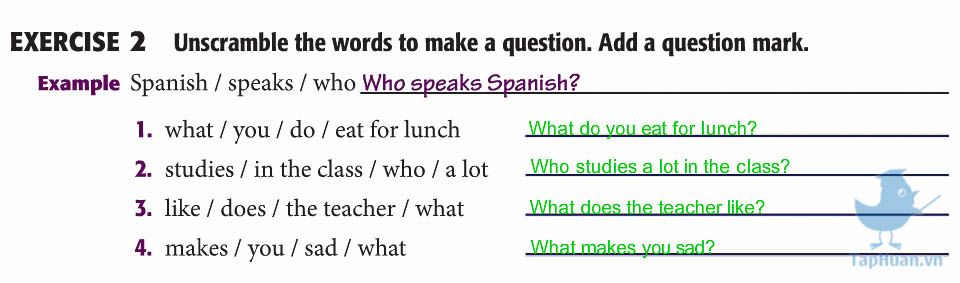 EXERCISE 2 Unscramble the words to make a question. Add a question mark.
Example Spanish / speaks / who Who speaks Spanish?
1. what / you / do / eat for lunch What do you eat for lunch?
2. studies / in the class / who / a lot Who studies a lot in the class?
3. like / does / the teacher / what What does the teacher like?
4. makes / you / sad / what What makes you sad?
TapHuan.vn